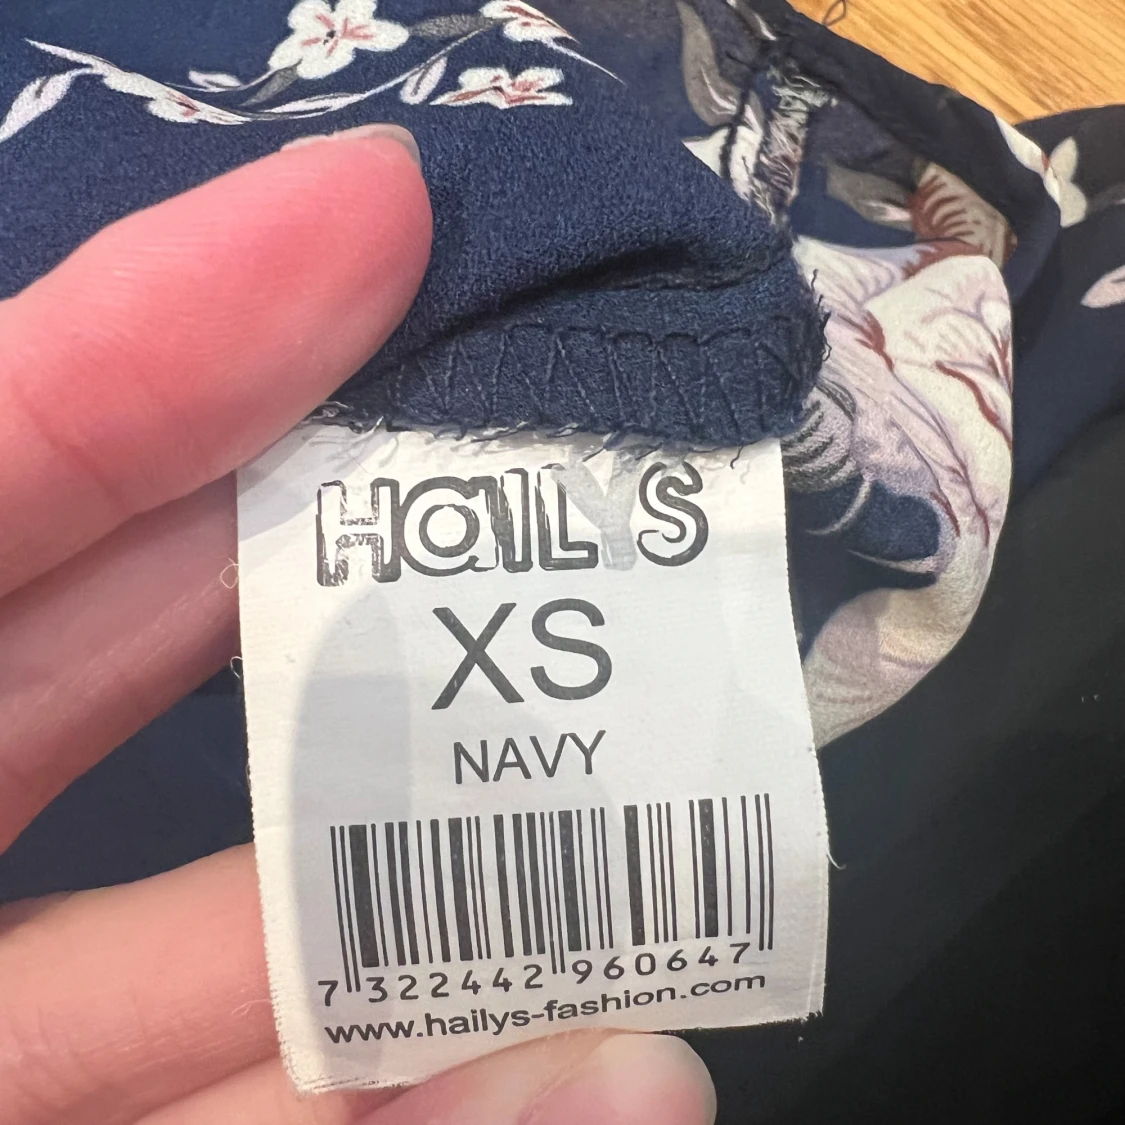 HaILYS
XS
NAVY
7 322442 960647
www.hailys-fashion.com